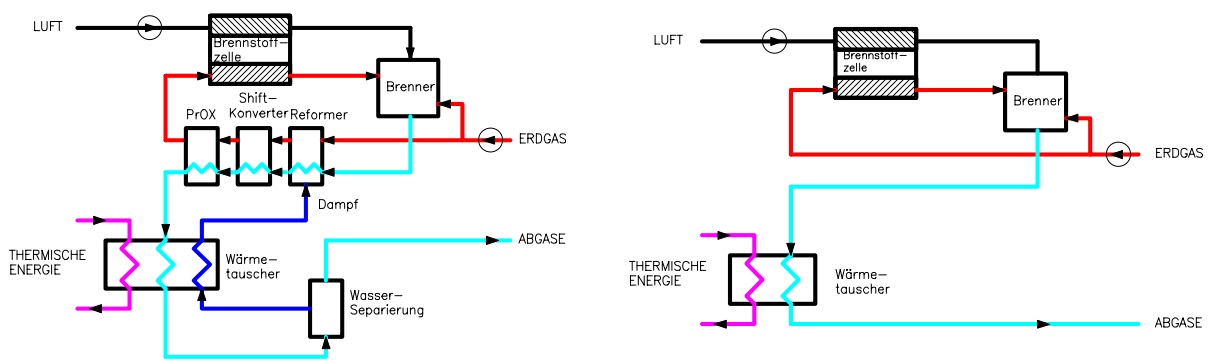 LUFT
Brennstoff-
zelle
Brenner
Shift-
PrOX
Konverter
Reformer
ERDGAS
Dampf
ABGASE
THERMISCHE
ENERGIE
Wärme-
tauscher
Wasser-
Separierung
LUFT
Brennstoff-
zelle
Brenner
ERDGAS
THERMISCHE
ENERGIE
Wärme-
tauscher
ABGASE